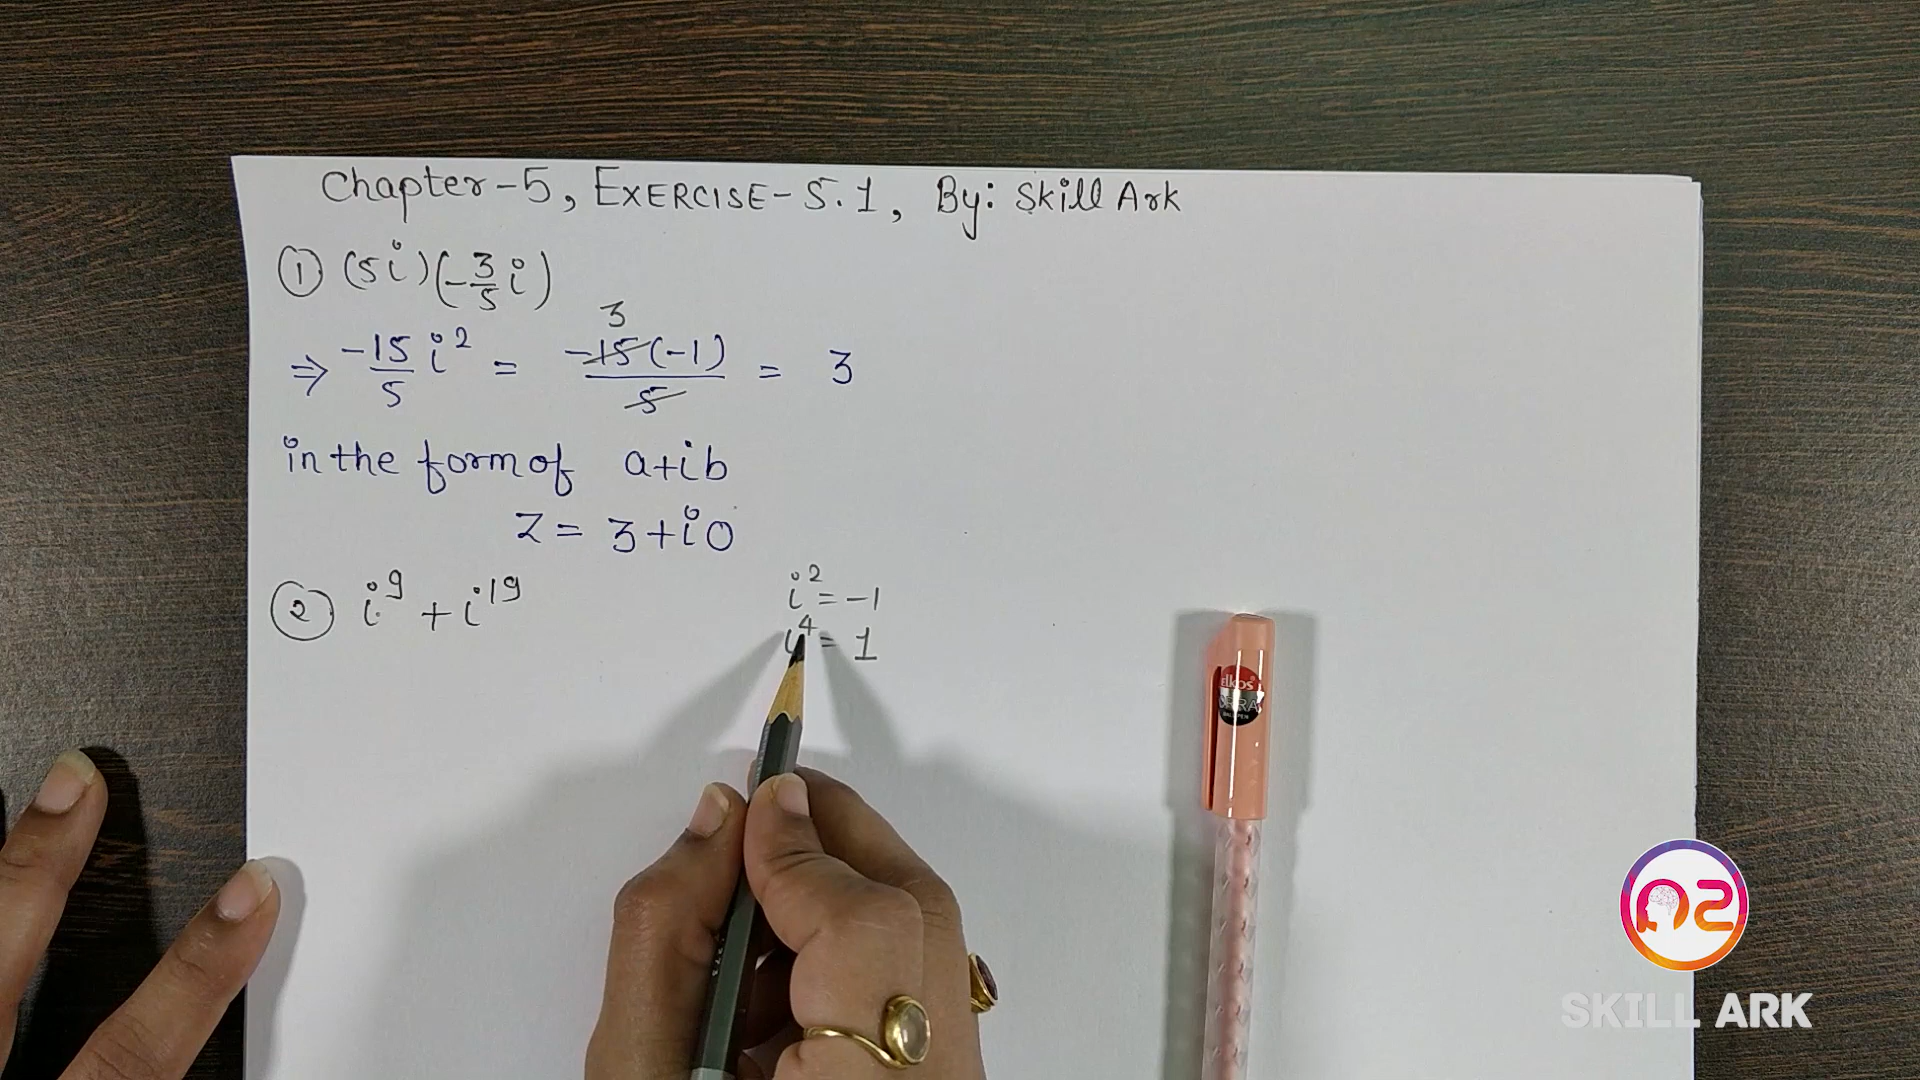 Chapter-5, EXERCISE-5.1, By: Skill Ark
① (5i)(-3/5 i)
3
⇒ -15/5 i² = -15(-1)/5 = 3
in the form of a+ib
z = 3+i0
② i⁹ + i¹⁹
i² = -1
i⁴ = 1
elkos
SKILL ARK